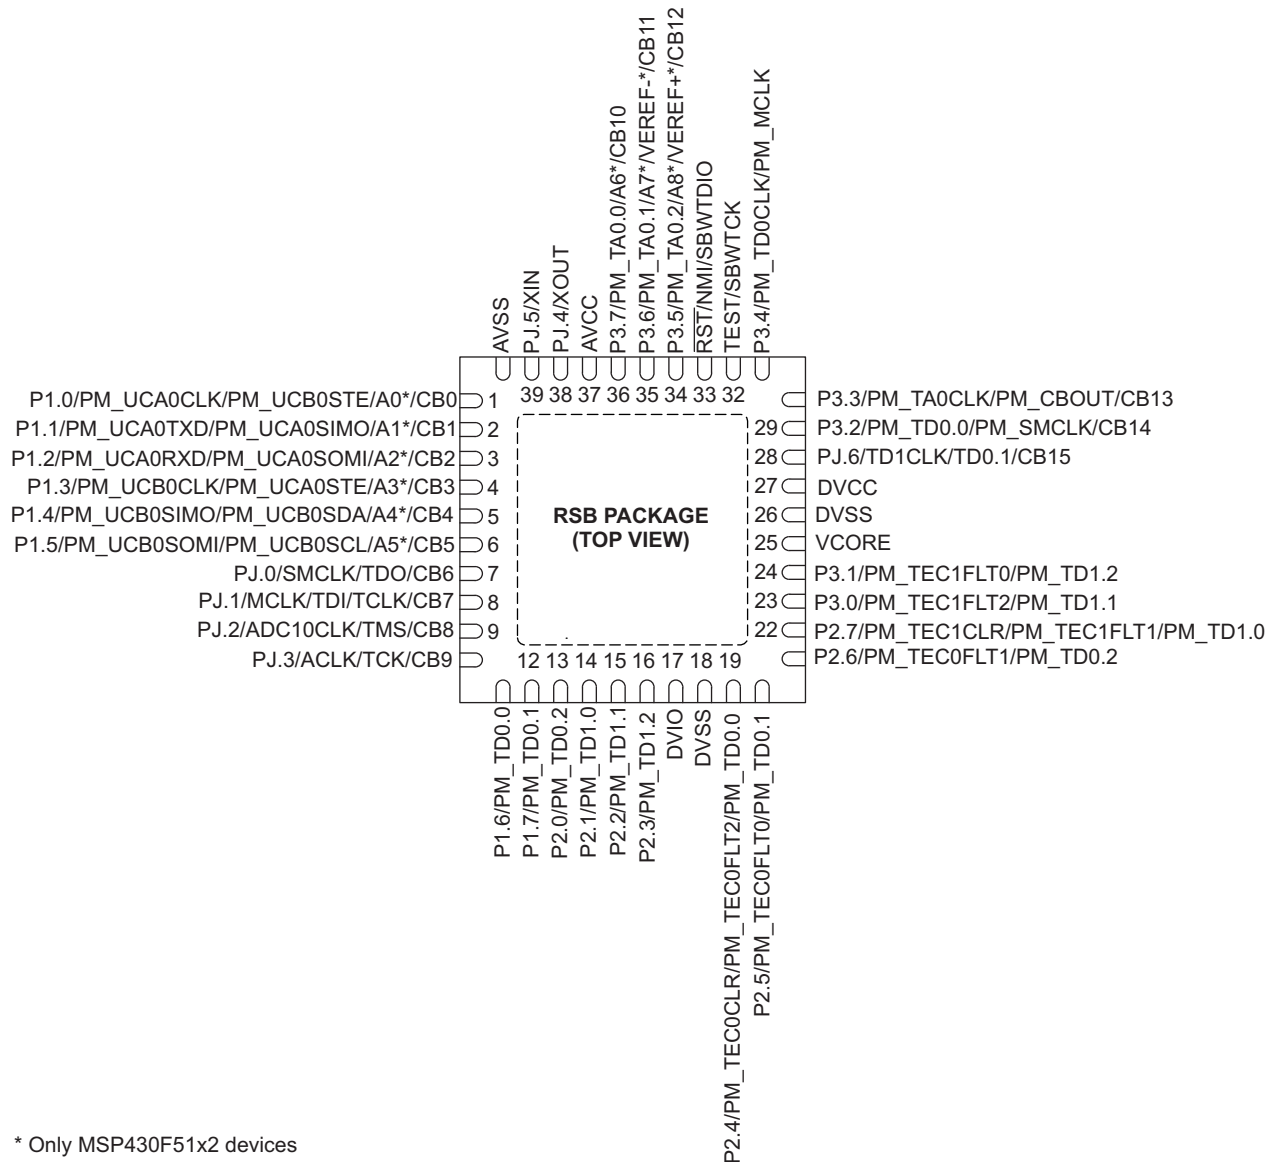 AVSS
PJ.5/XIN
PJ.4/XOUT
AVCC
P3.7/PM_TA0.0/A6*/CB10
P3.6/PM_TA0.1/A7*/VEREF-*/CB11
P3.5/PM_TA0.2/A8*/VEREF+*/CB12
RST/NMI/SBWTDIO
TEST/SBWTCK
P3.4/PM_TD0CLK/PM_MCLK
39 38 37 36 35 34 33 32
P1.0/PM_UCA0CLK/PM_UCB0STE/A0*/CB0 1
P1.1/PM_UCA0TXD/PM_UCA0SIMO/A1*/CB1 2
P1.2/PM_UCA0RXD/PM_UCA0SOMI/A2*/CB2 3
P1.3/PM_UCB0CLK/PM_UCA0STE/A3*/CB3 4
P1.4/PM_UCB0SIMO/PM_UCB0SDA/A4*/CB4 5
P1.5/PM_UCB0SOMI/PM_UCB0SCL/A5*/CB5 6
PJ.0/SMCLK/TDO/CB6 7
PJ.1/MCLK/TDI/TCLK/CB7 8
PJ.2/ADC10CLK/TMS/CB8 9
PJ.3/ACLK/TCK/CB9
RSB PACKAGE
(TOP VIEW)
P3.3/PM_TA0CLK/PM_CBOUT/CB13
29 P3.2/PM_TD0.0/PM_SMCLK/CB14
28 PJ.6/TD1CLK/TD0.1/CB15
27 DVCC
26 DVSS
25 VCORE
24 P3.1/PM_TEC1FLT0/PM_TD1.2
23 P3.0/PM_TEC1FLT2/PM_TD1.1
22 P2.7/PM_TEC1CLR/PM_TEC1FLT1/PM_TD1.0
P2.6/PM_TEC0FLT1/PM_TD0.2
12 13 14 15 16 17 18 19
P1.6/PM_TD0.0
P1.7/PM_TD0.1
P2.0/PM_TD0.2
P2.1/PM_TD1.0
P2.2/PM_TD1.1
P2.3/PM_TD1.2
DVIO
DVSS
P2.4/PM_TEC0CLR/PM_TEC0FLT2/PM_TD0.0
P2.5/PM_TEC0FLT0/PM_TD0.1
* Only MSP430F51x2 devices